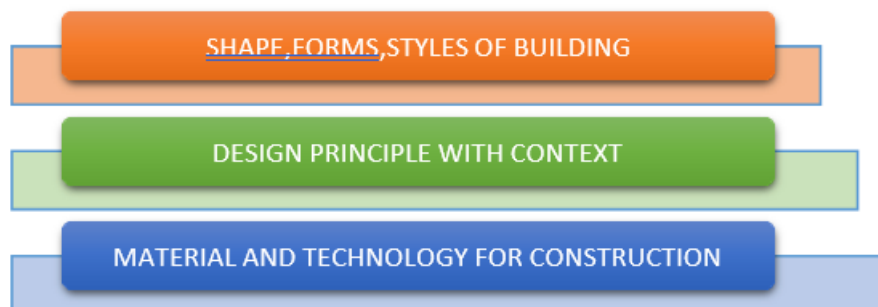 SHAPE,FORMS,STYLES OF BUILDING
DESIGN PRINCIPLE WITH CONTEXT
MATERIAL AND TECHNOLOGY FOR CONSTRUCTION